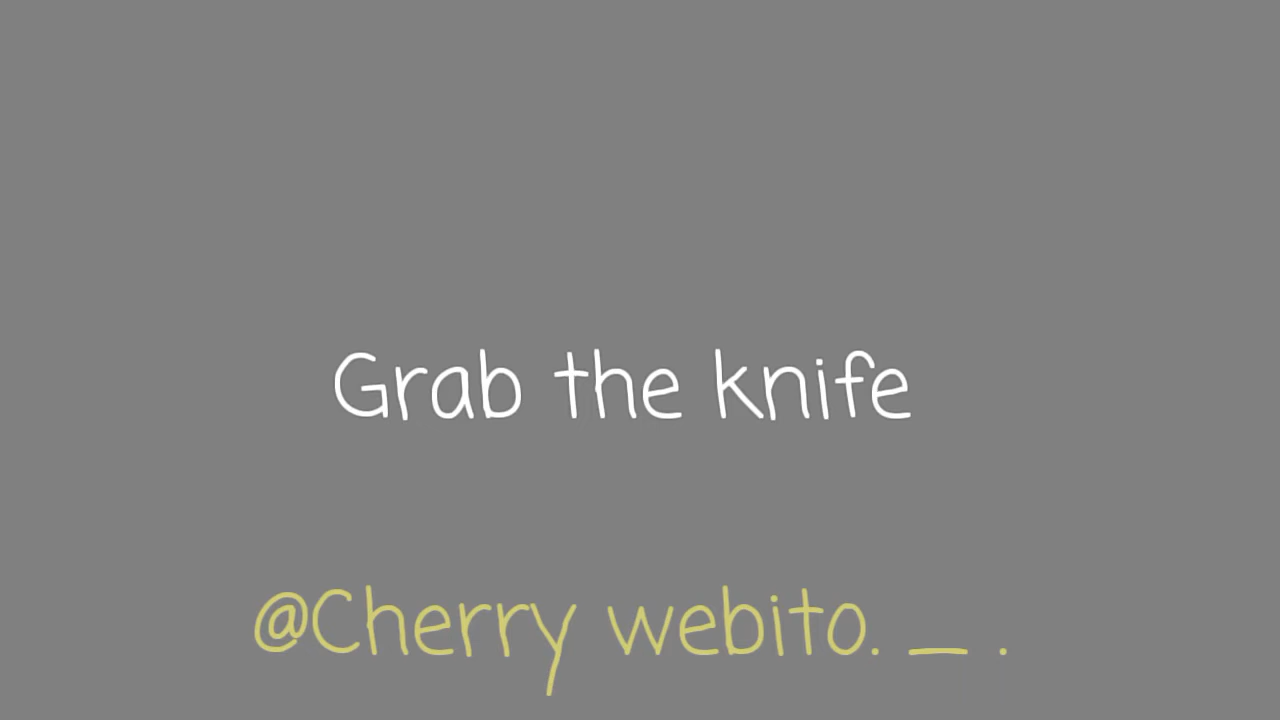 Grab the knife
@Cherry webito. _ .